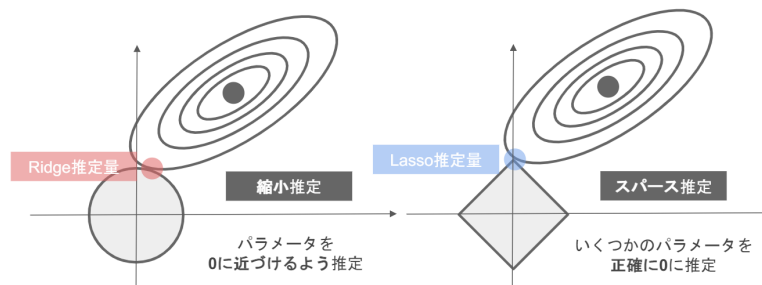 Ridge推定量
縮小推定
パラメータを
0に近づけるよう推定
Lasso推定量
スパース推定
いくつかのパラメータを
正確に0に推定